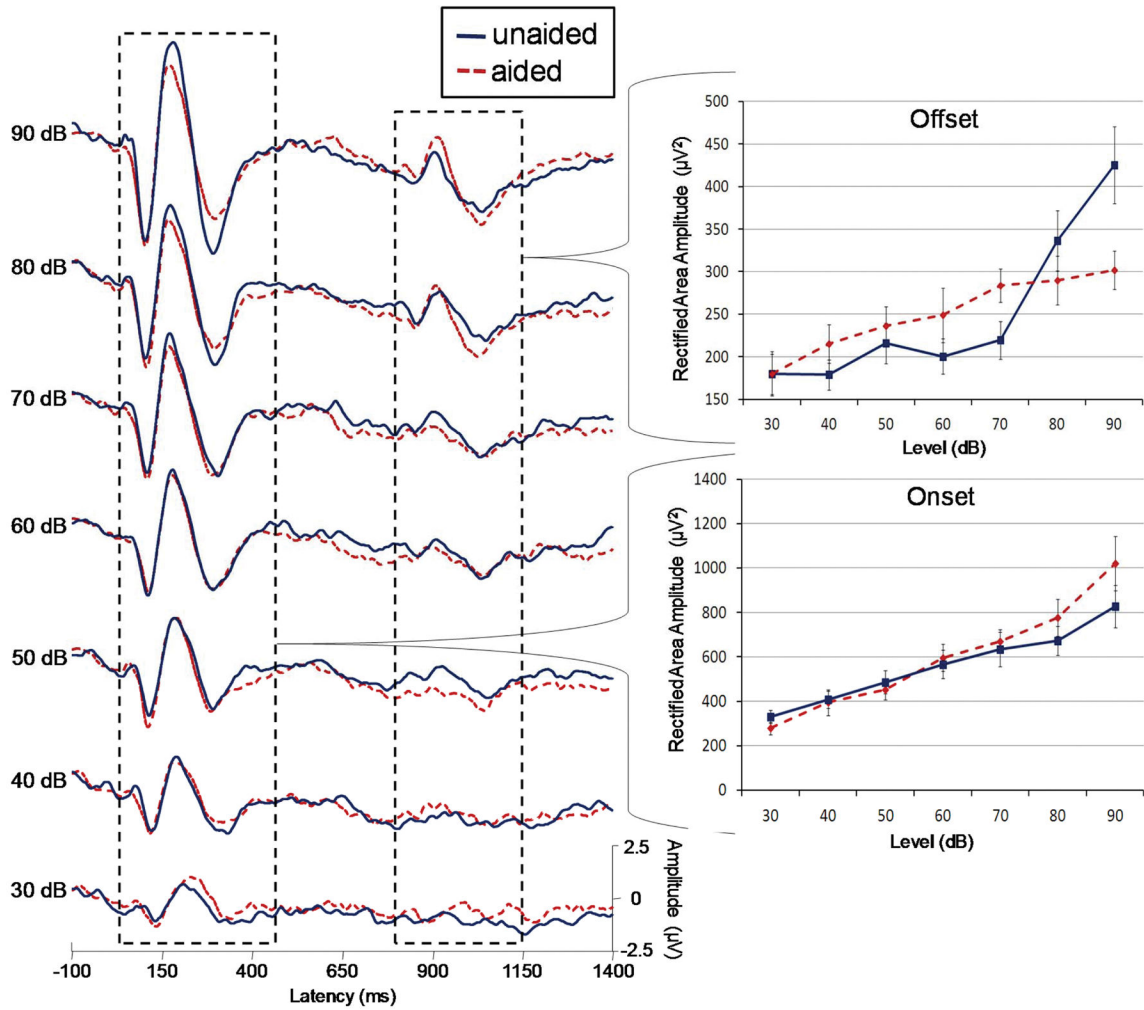 unaided
aided
90 dB
80 dB
70 dB
60 dB
50 dB
40 dB
30 dB
2.5
0
-2.5
Amplitude (µV)
-100 150 400 650 900 1150 1400
Latency (ms)
Offset
Rectified Area Amplitude (µV²)
500
450
400
350
300
250
200
150
30 40 50 60 70 80 90
Level (dB)
Onset
Rectified Area Amplitude (µV²)
1400
1200
1000
800
600
400
200
0
30 40 50 60 70 80 90
Level (dB)